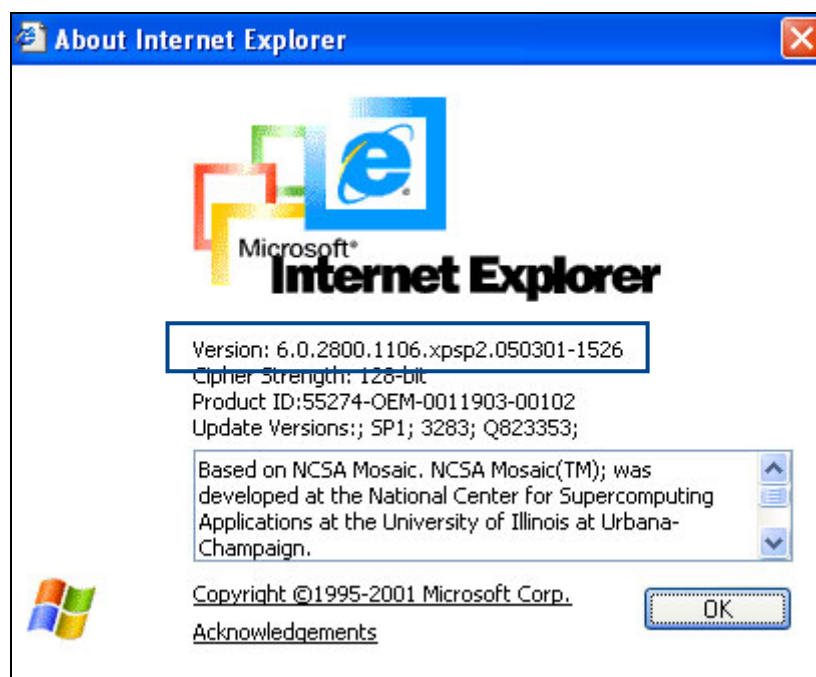 About Internet Explorer
Microsoft®
Internet Explorer
Version: 6.0.2800.1106.xpsp2.050301-1526
Cipher Strength: 128-bit
Product ID:55274-OEM-0011903-00102
Update Versions:; SP1; 3283; Q823353;
Based on NCSA Mosaic. NCSA Mosaic(TM); was
developed at the National Center for Supercomputing
Applications at the University of Illinois at Urbana-
Champaign.
Copyright ©1995-2001 Microsoft Corp.
OK
Acknowledgements